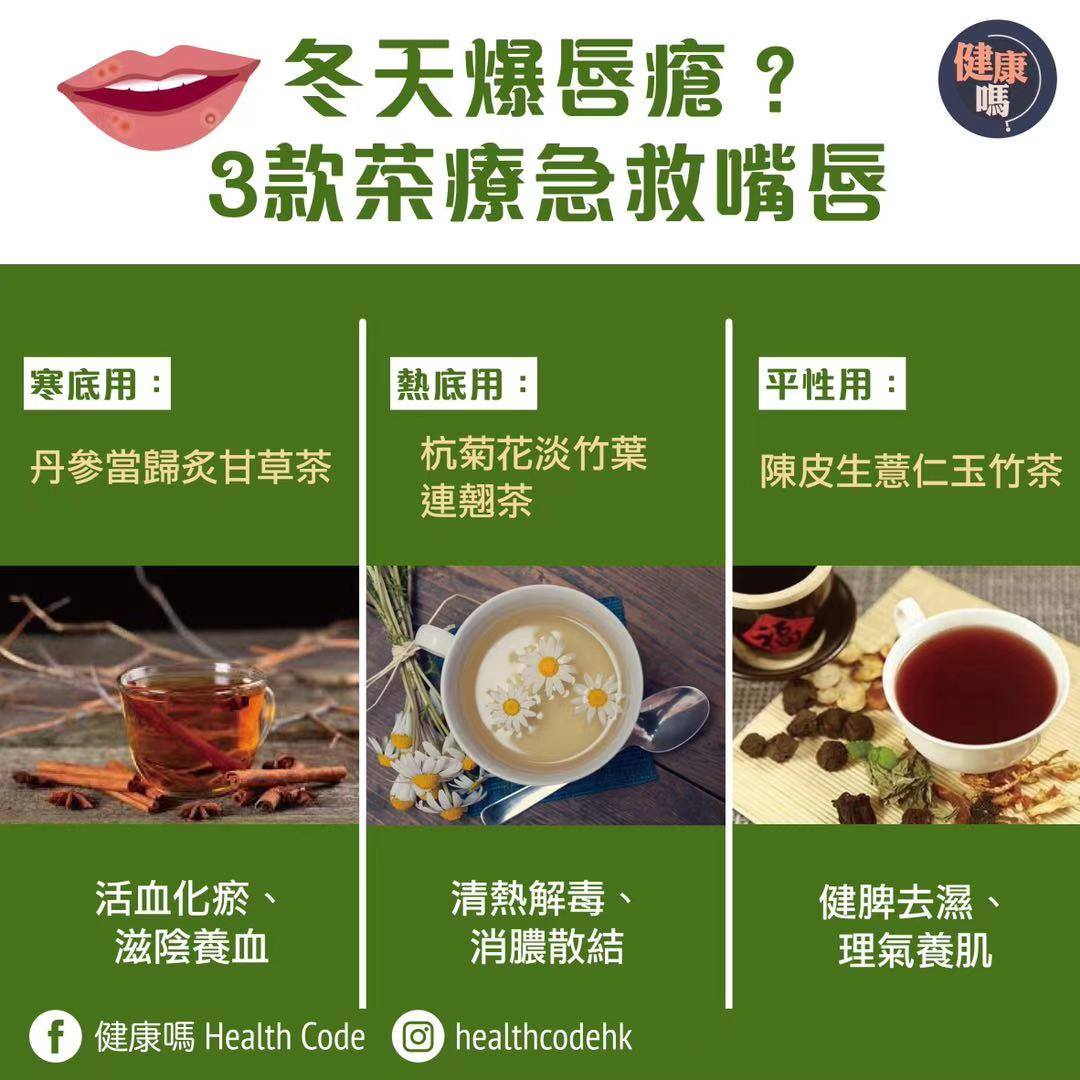 冬天爆唇瘡？
健康
嗎
3款茶療急救嘴唇
寒底用：
丹參當歸炙甘草茶
活血化瘀、
滋陰養血
熱底用：
杭菊花淡竹葉
連翹茶
清熱解毒、
消膿散結
平性用：
陳皮生薏仁玉竹茶
福
健脾去濕、
理氣養肌
健康嗎 Health Code
healthcodehk